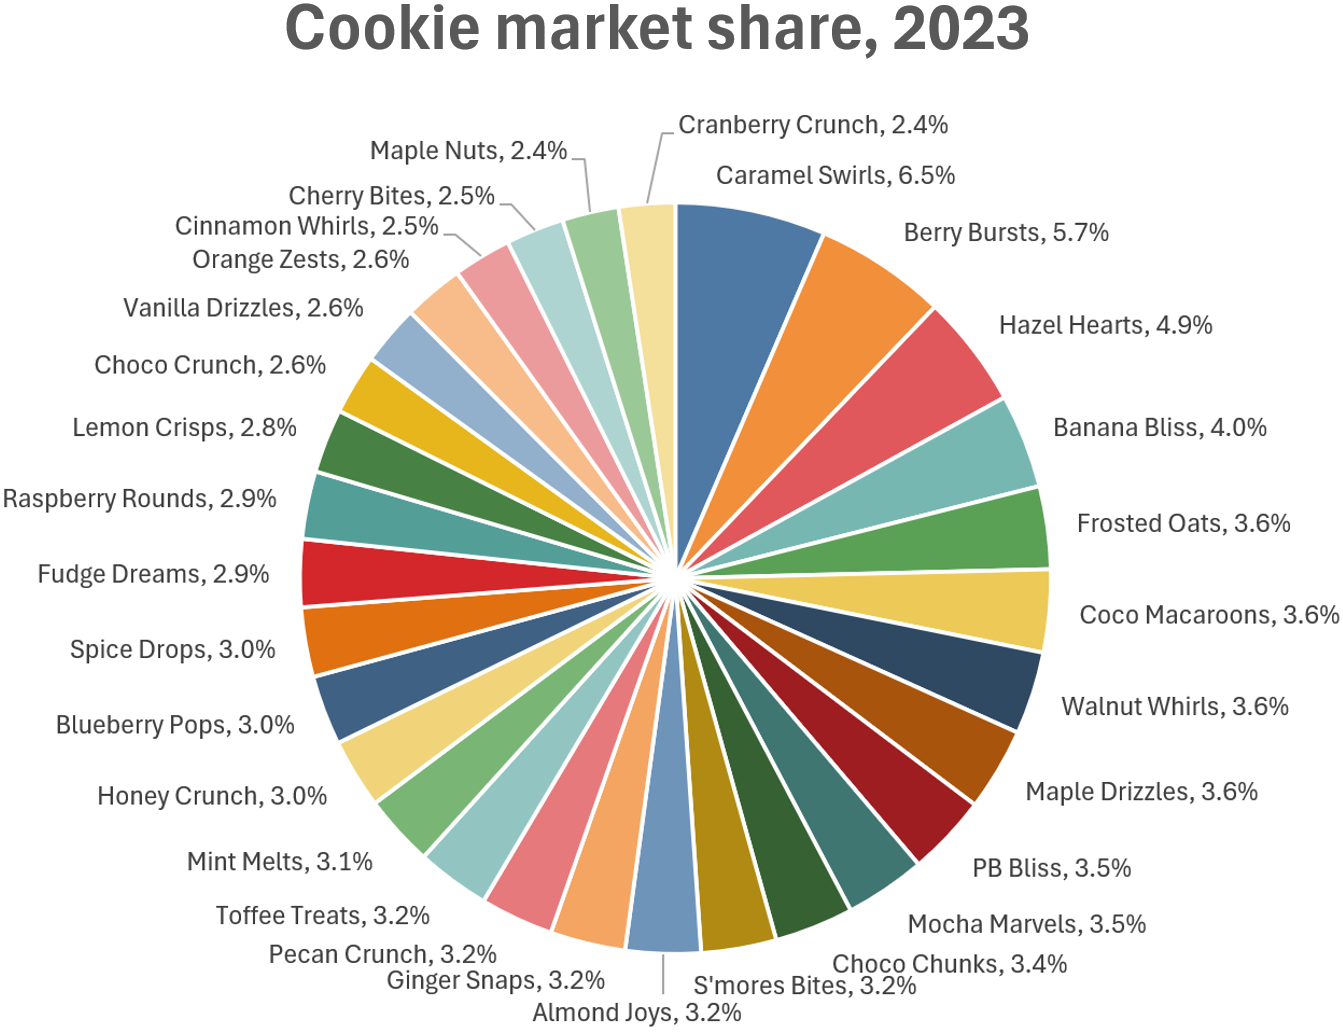 Cookie market share, 2023
Cranberry Crunch, 2.4%
Caramel Swirls, 6.5%
Berry Bursts, 5.7%
Hazel Hearts, 4.9%
Banana Bliss, 4.0%
Frosted Oats, 3.6%
Coco Macaroons, 3.6%
Walnut Whirls, 3.6%
Maple Drizzles, 3.6%
PB Bliss, 3.5%
Mocha Marvels, 3.5%
Choco Chunks, 3.4%
S'mores Bites, 3.2%
Almond Joys, 3.2%
Ginger Snaps, 3.2%
Pecan Crunch, 3.2%
Toffee Treats, 3.2%
Mint Melts, 3.1%
Honey Crunch, 3.0%
Blueberry Pops, 3.0%
Spice Drops, 3.0%
Fudge Dreams, 2.9%
Raspberry Rounds, 2.9%
Lemon Crisps, 2.8%
Choco Crunch, 2.6%
Vanilla Drizzles, 2.6%
Orange Zests, 2.6%
Cinnamon Whirls, 2.5%
Cherry Bites, 2.5%
Maple Nuts, 2.4%